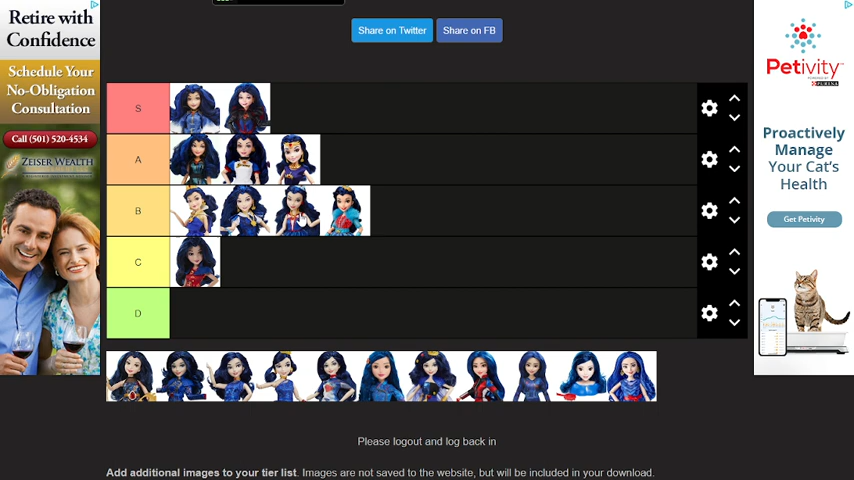 Retire with
Confidence
Schedule Your
No-Obligation
Consultation
Call (501) 520-4534
ZEISER WEALTH
Share on Twitter
Share on FB
S
A
B
C
D
Please logout and log back in
Add additional images to your tier list. Images are not saved to the website, but will be included in your download.
Petivity
PURINA
Proactively
Manage
Your Cat's
Health
Get Petivity